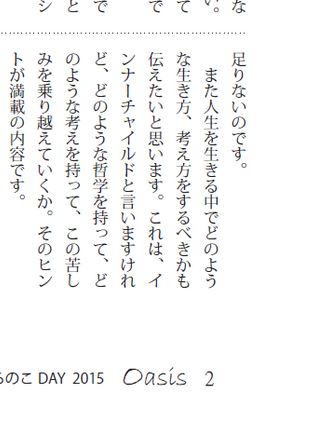 な
い。
て
で
で
と
シ
足りないのです。
また人生を生きる中でどのよう
な生き方、考え方をするべきかも
伝えたいと思います。これは、イ
ンナーチャイルドと言いますけれ
ど、どのような哲学を持って、ど
のような考えを持って、この苦し
みを乗り越えていくか。そのヒン
トが満載の内容です。
のこ DAY 2015 Oasis 2